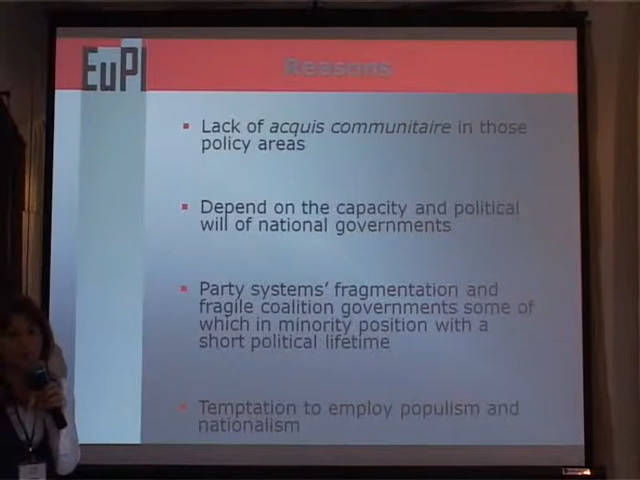 EuPI
Reasons
Lack of acquis communitaire in those
policy areas
Depend on the capacity and political
will of national governments
Party systems' fragmentation and
fragile coalition governments some of
which in minority position with a
short political lifetime
Temptation to employ populism and
nationalism